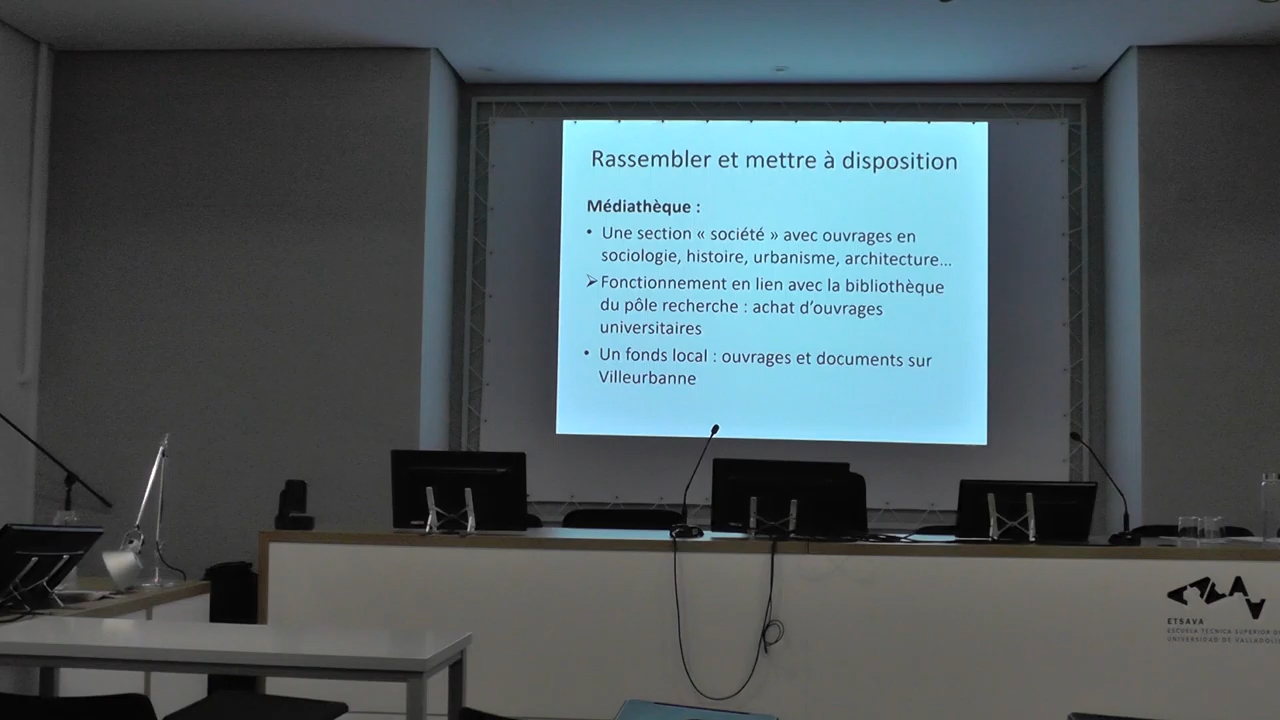 Rassembler et mettre à disposition
Médiathèque :
• Une section « société » avec ouvrages en
sociologie, histoire, urbanisme, architecture...
➢Fonctionnement en lien avec la bibliothèque
du pôle recherche : achat d'ouvrages
universitaires
• Un fonds local : ouvrages et documents sur
Villeurbanne
ETSAVA
ESCUELA TÉCNICA SUPERIOR DE
UNIVERSIDAD DE VALLADOLI